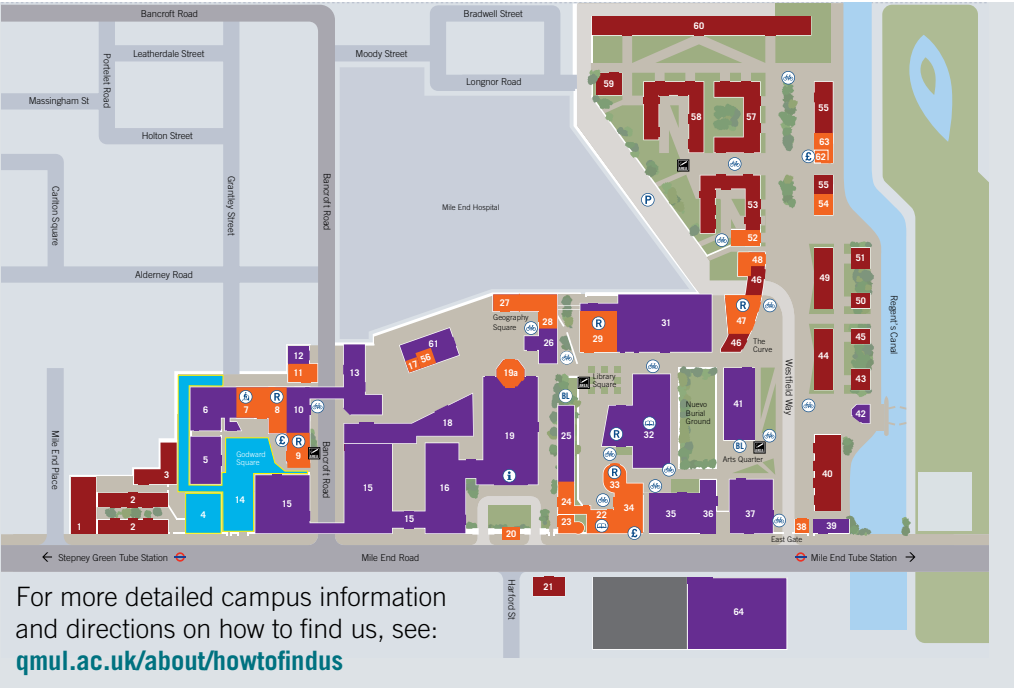 Bancroft Road
Bradwell Street
60
Portelet Road
Leatherdale Street
Moody Street
Longnor Road
59
Massingham St
58
57
55
Holton Street
63
£
62
Carlton Square
Grantley Street
Bancroft Road
Mile End Hospital
P
53
55
54
52
Alderney Road
48
46
49
51
50
Regent's Canal
27
Geography
Square
28
26
R
29
31
R
47
46
The
Curve
45
44
43
12
11
13
61
17
56
19a
Library
Square
Westfield Way
6
7
R
8
10
BL
Nuevo
Burial
Ground
41
42
18
19
25
R
32
£
R
9
BL
Arts Quarter
Mile End Place
5
Godward
Square
Bancroft Road
3
15
16
i
R
33
40
2
1
2
4
14
15
15
24
23
22
34
£
35
36
37
38
39
20
East Gate
Stepney Green Tube Station
Mile End Road
Mile End Tube Station
Harford St
21
64
For more detailed campus information
and directions on how to find us, see:
qmul.ac.uk/about/howtofindus